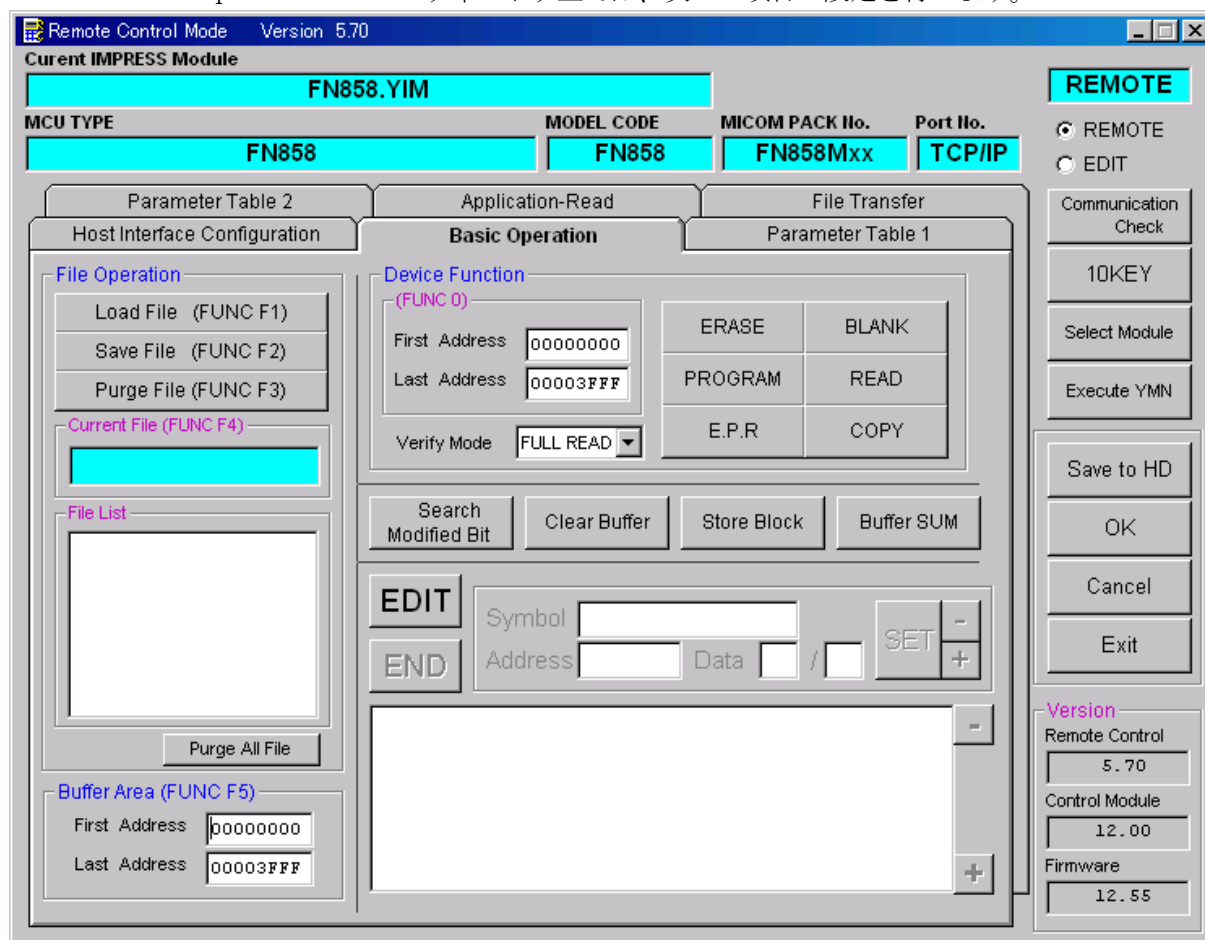 Remote Control Mode Version 5.70
Curent IMPRESS Module
FN858.YIM
REMOTE
MCU TYPE MODEL CODE MICOM PACK No. Port No.
FN858 FN858 FN858Mxx TCP/IP
REMOTE
EDIT
Parameter Table 2 Application-Read File Transfer
Host Interface Configuration Basic Operation Parameter Table 1
File Operation
Load File (FUNC F1)
Save File (FUNC F2)
Purge File (FUNC F3)
Current File (FUNC F4)
File List
Purge All File
Buffer Area (FUNC F5)
First Address 00000000
Last Address 00003FFF
Device Function
(FUNC 0)
First Address 00000000
Last Address 00003FFF
Verify Mode FULL READ
ERASE BLANK
PROGRAM READ
E.P.R COPY
Search Modified Bit
Clear Buffer
Store Block
Buffer SUM
EDIT
END
Symbol
Address Data /
SET
-
+
-
+
Communication Check
10KEY
Select Module
Execute YMN
Save to HD
OK
Cancel
Exit
Version
Remote Control
5.70
Control Module
12.00
Firmware
12.55